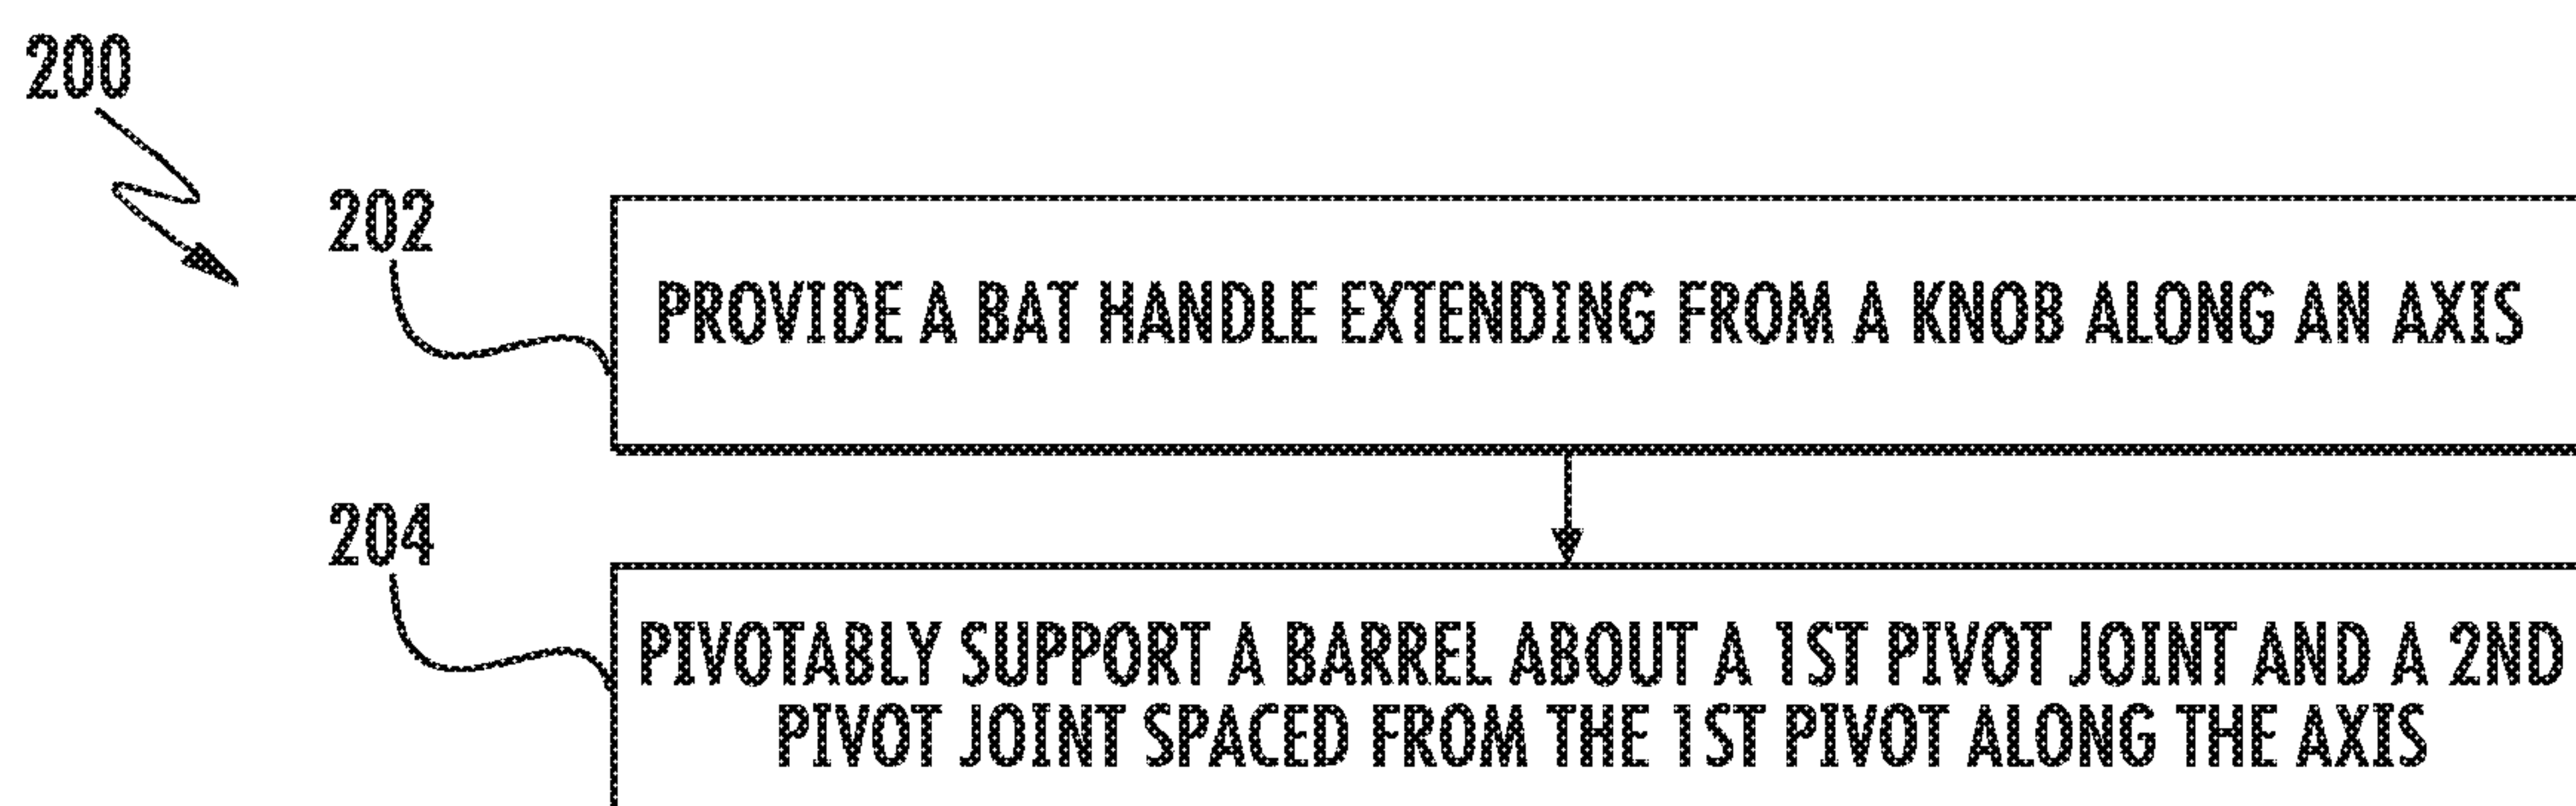 200
202
PROVIDE A BAT HANDLE EXTENDING FROM A KNOB ALONG AN AXIS
204
PIVOTABLY SUPPORT A BARREL ABOUT A 1ST PIVOT JOINT AND A 2ND
PIVOT JOINT SPACED FROM THE 1ST PIVOT ALONG THE AXIS